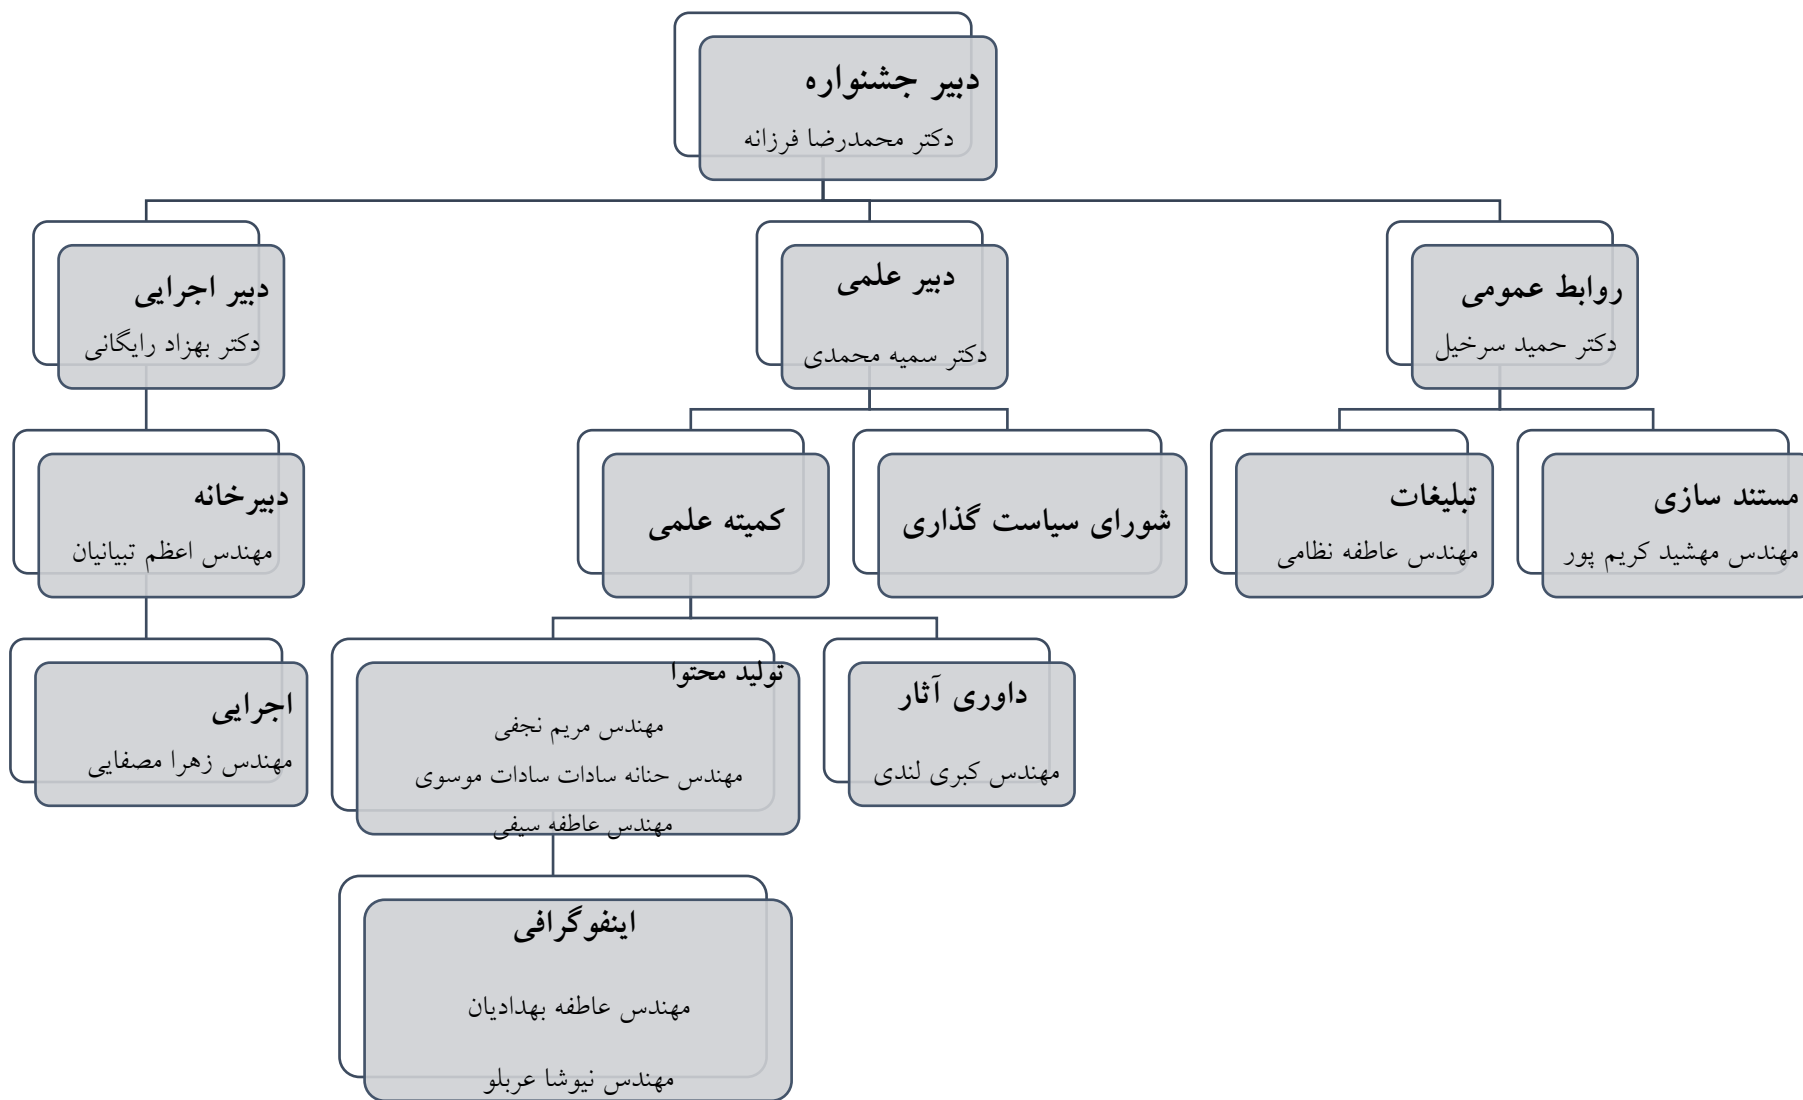 دبیر جشنواره
دکتر محمدرضا فرزانه
روابط عمومی
دکتر حمید سرخیل
دبیر علمی
دکتر سمیه محمدی
دبیر اجرایی
دکتر بهزاد رایگانی
مستند سازی
مهندس مهشید کریم پور
تبلیغات
مهندس عاطفه نظامی
شورای سیاست گذاری
کمیته علمی
دبیرخانه
مهندس اعظم تبیانیان
داوری آثار
مهندس کبری لندی
تولید محتوا
مهندس مریم نجفی
مهندس حنانه سادات سادات موسوی
مهندس عاطفه سیفی
اجرایی
مهندس زهرا مصفایی
اینفوگرافی
مهندس عاطفه بهدادیان
مهندس نیوشا عربلو